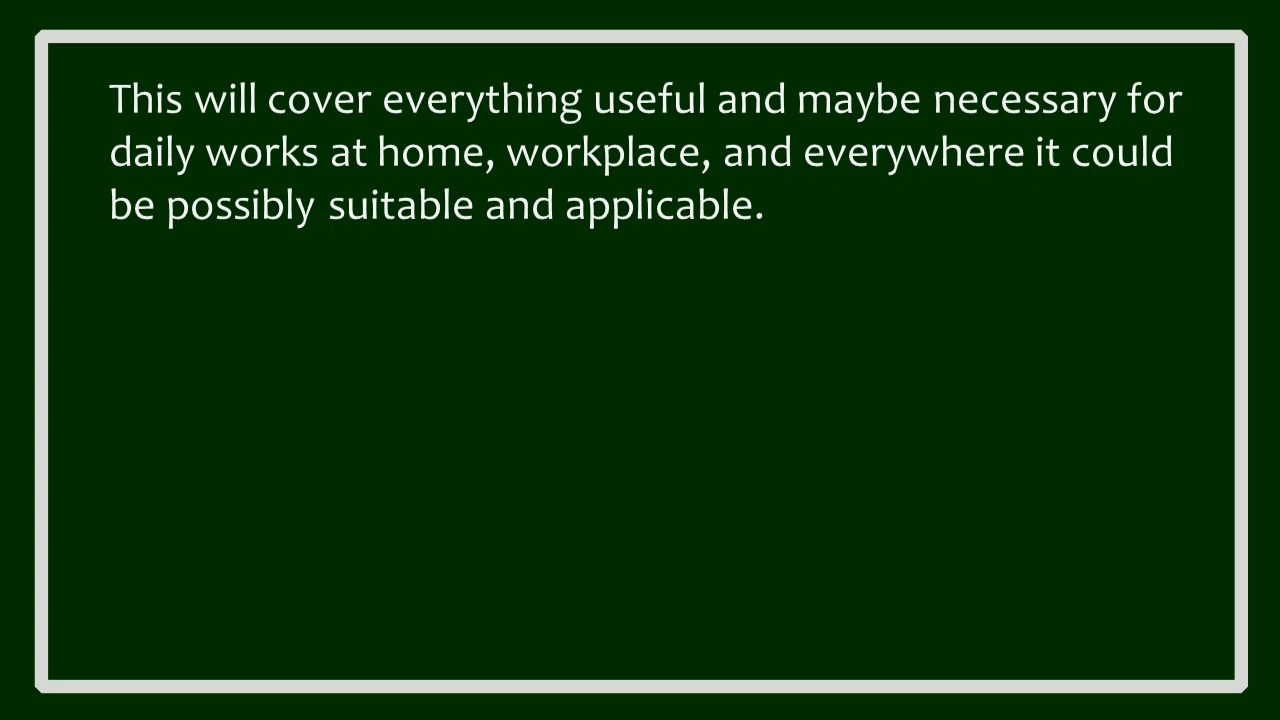 This will cover everything useful and maybe necessary for
daily works at home, workplace, and everywhere it could
be possibly suitable and applicable.